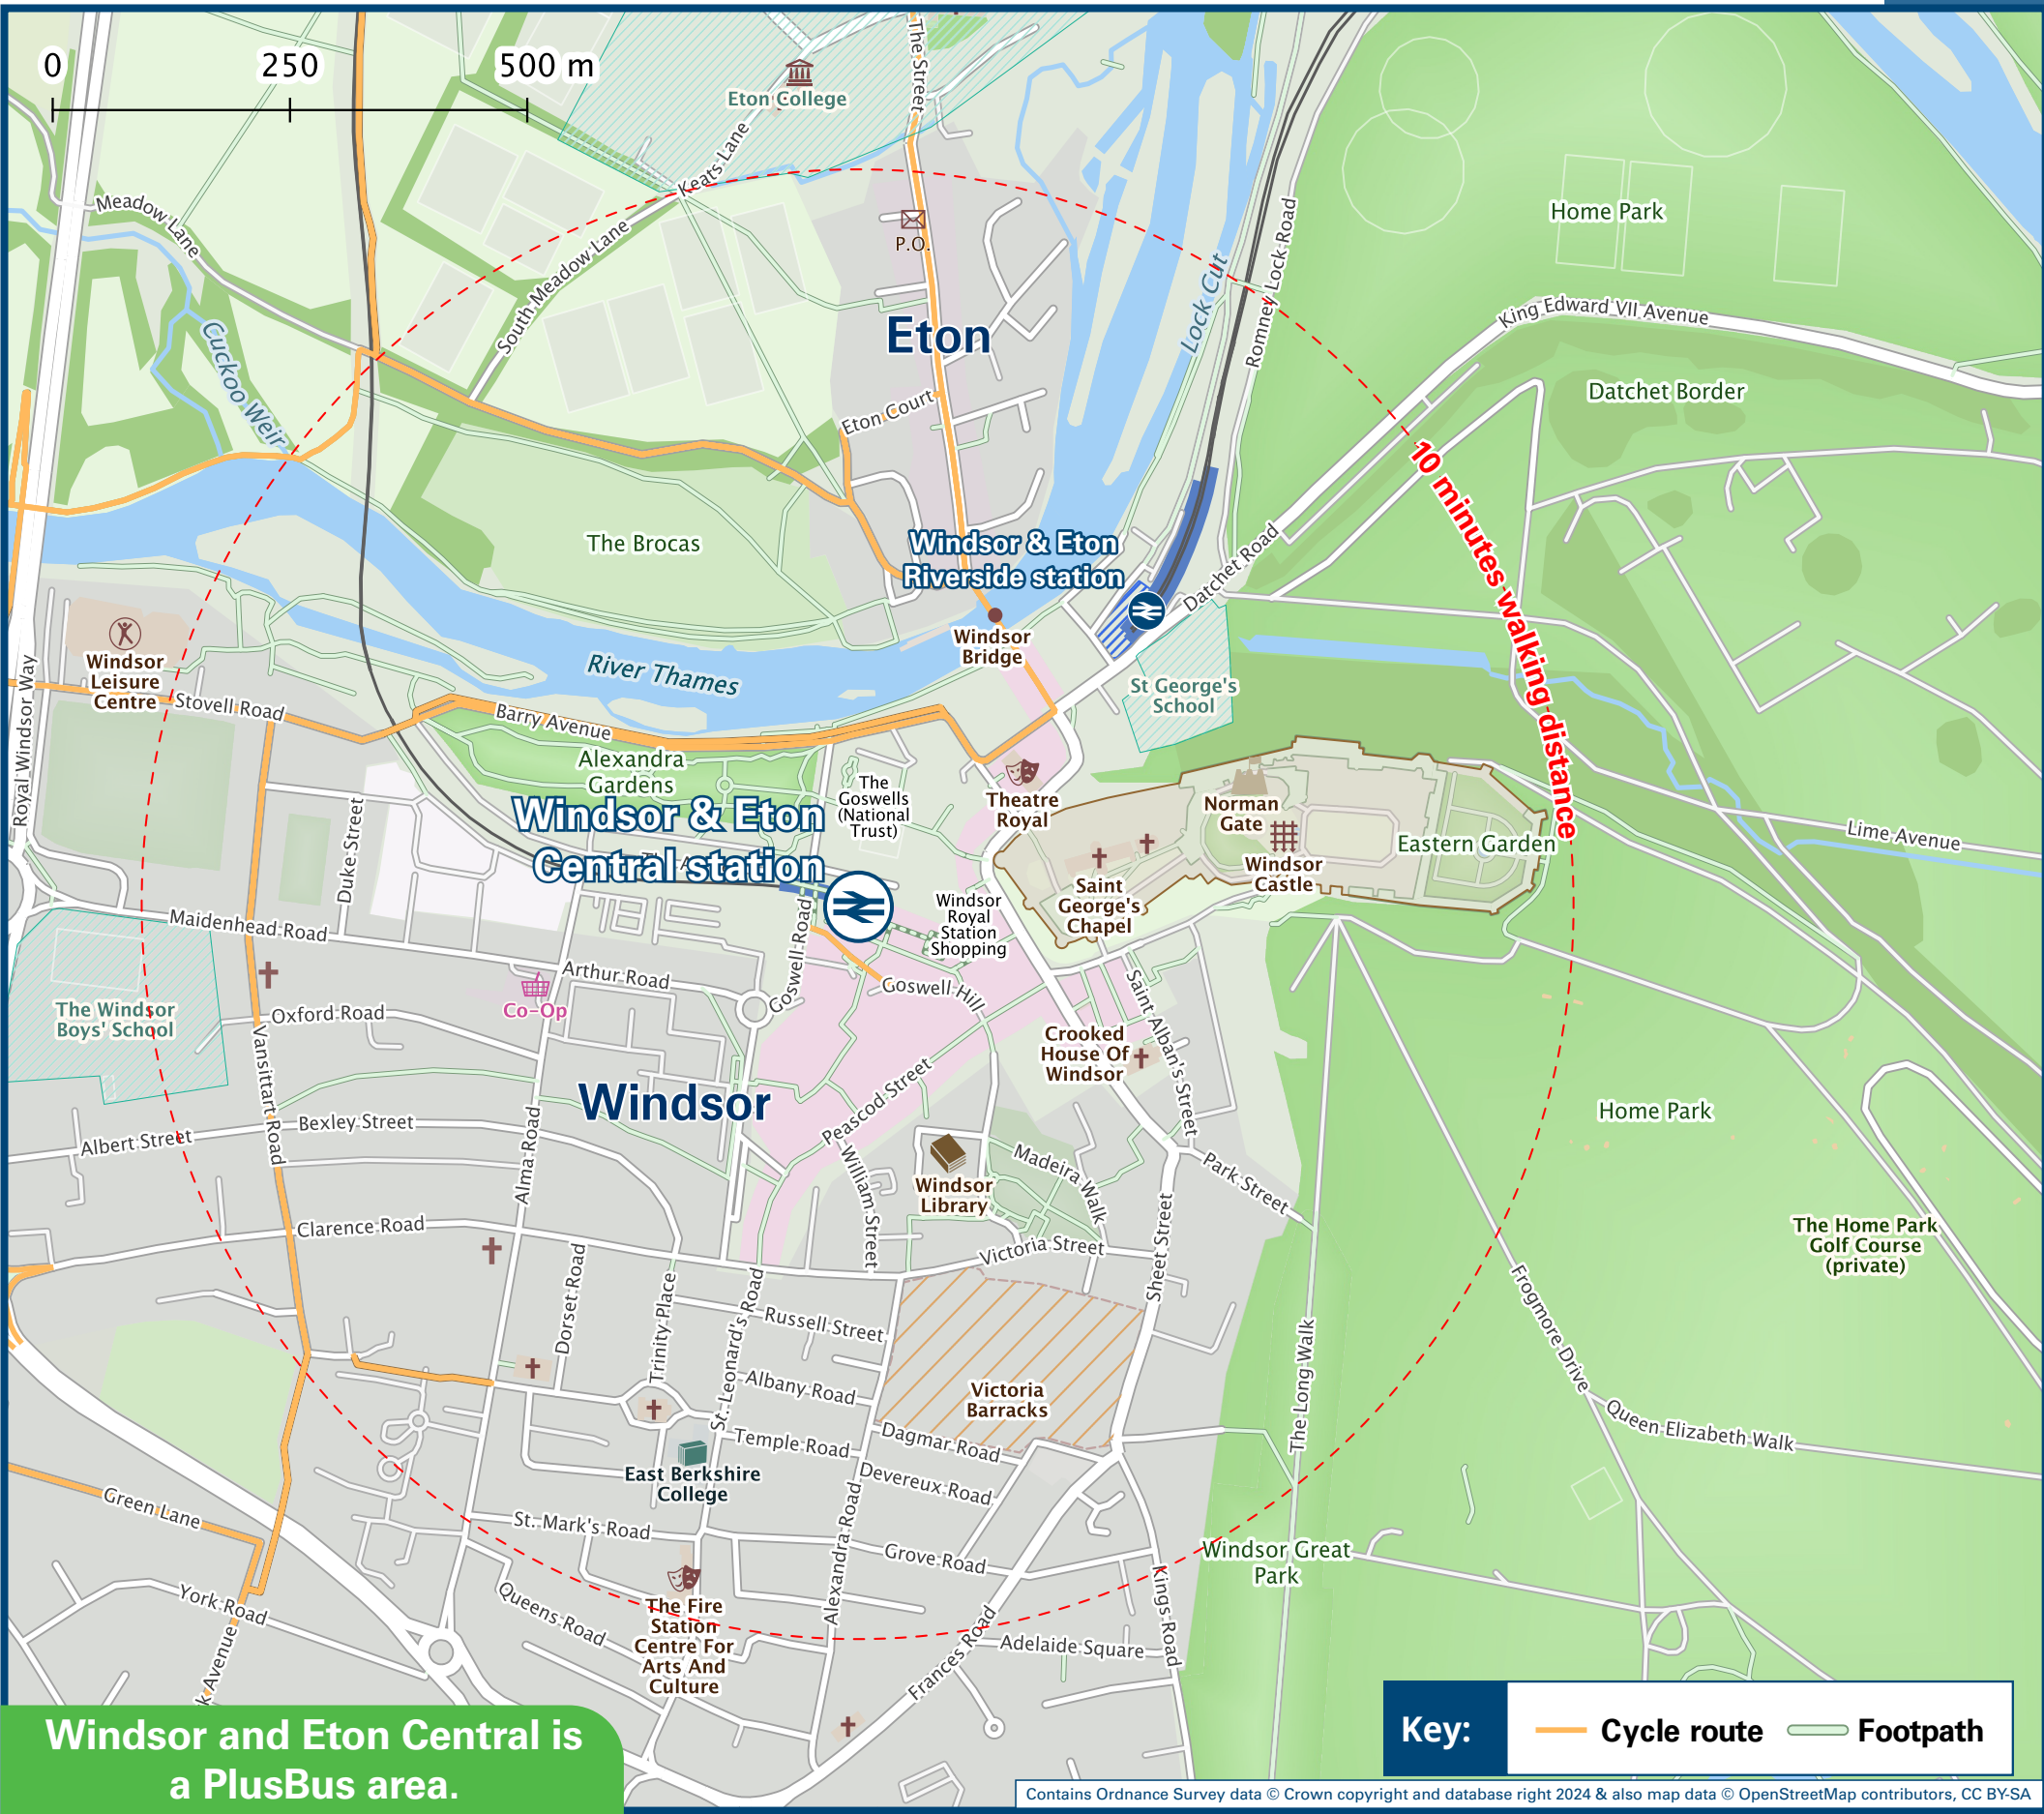 0 250 500 m
The Street
Eton College
Keats Lane
Meadow Lane
South Meadow Lane
P.O.
Home Park
Romney Lock Road
Lock Cut
King Edward VII Avenue
Cuckoo Weir
Eton
Datchet Border
Eton Court
10 minutes walking distance
The Brocas
Windsor & Eton
Riverside station
Datchet Road
Windsor
Bridge
Windsor
Leisure
Centre
River Thames
St George's
School
Royal Windsor Way
Stovell Road
Barry Avenue
Alexandra
Gardens
The
Goswells
(National
Trust)
Theatre
Royal
Norman
Gate
Windsor & Eton
Central station
Eastern Garden
Lime Avenue
Windsor
Castle
Duke Street
Saint
George's
Chapel
Windsor
Royal
Station
Shopping
Maidenhead Road
Goswell Road
Arthur Road
Goswell Hill
Co-Op
The Windsor
Boys' School
Oxford Road
Saint Alban's Street
Crooked
House Of
Windsor
Vansittart Road
Windsor
Peascod Street
Home Park
Bexley Street
Albert Street
Alma Road
William Street
Windsor
Library
Madeira Walk
Park Street
Clarence Road
Victoria Street
Sheet Street
The Home Park
Golf Course
(private)
Dorset Road
Trinity Place
St. Leonard's Road
Russell Street
Frogmore Drive
The Long Walk
Albany Road
Victoria
Barracks
Queen Elizabeth Walk
Temple Road
Dagmar Road
East Berkshire
College
Devereux Road
Green Lane
St. Mark's Road
Alexandra Road
Grove Road
Windsor Great
Park
York Road
Queens Road
The Fire
Station
Centre For
Arts And
Culture
Kings Road
Adelaide Square
Frances Road
k Avenue
Windsor and Eton Central is
a PlusBus area.
Key: Cycle route Footpath
Contains Ordnance Survey data © Crown copyright and database right 2024 & also map data © OpenStreetMap contributors, CC BY-SA